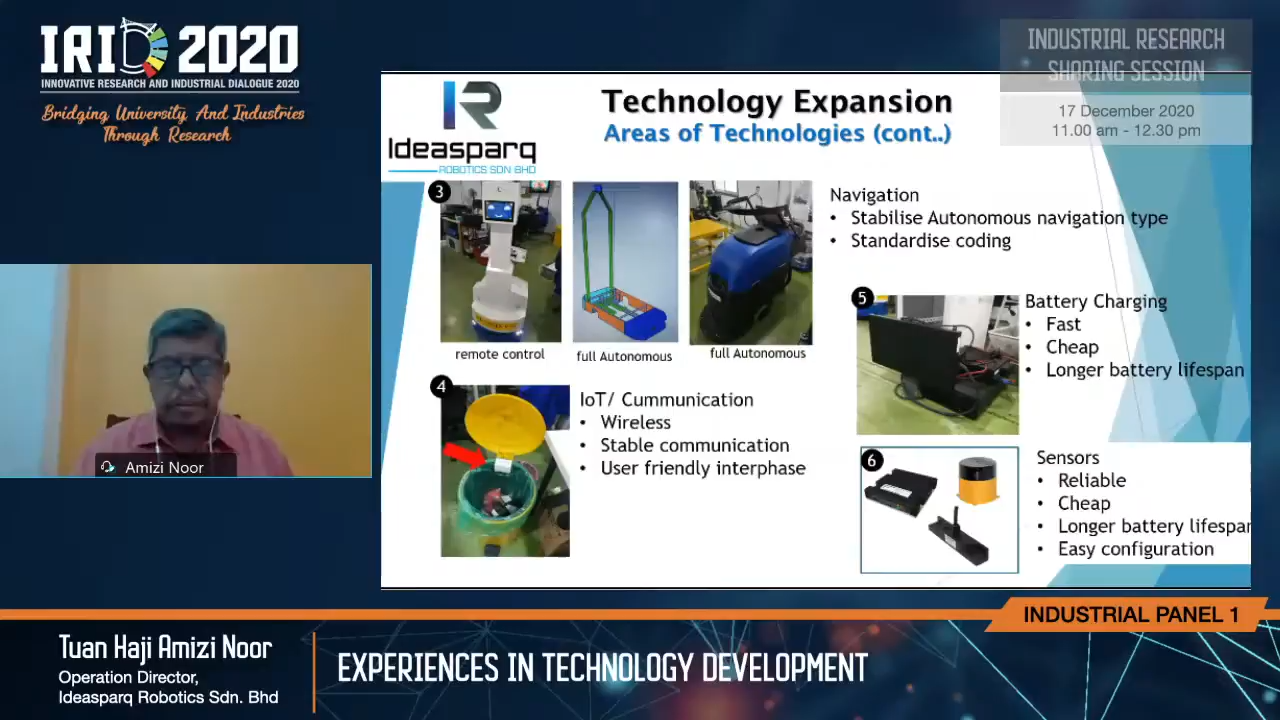 IRID 2020
INNOVATIVE RESEARCH AND INDUSTRIAL DIALOGUE 2020
Bridging University, And Industries
Through Research
INDUSTRIAL RESEARCH
SHARING SESSION
17 December 2020
11.00 am - 12.30 pm
IR
Ideasparq
ROBOTICS SDN BHD
Technology Expansion
Areas of Technologies (cont..)
3
remote control
full Autonomous
full Autonomous
Navigation
• Stabilise Autonomous navigation type
• Standardise coding
4
IoT/ Cummunication
• Wireless
• Stable communication
• User friendly interphase
5
Battery Charging
• Fast
• Cheap
• Longer battery lifespan
6
Sensors
• Reliable
• Cheap
• Longer battery lifespan
• Easy configuration
Amizi Noor
INDUSTRIAL PANEL 1
Tuan Haji Amizi Noor
Operation Director,
Ideasparq Robotics Sdn. Bhd
EXPERIENCES IN TECHNOLOGY DEVELOPMENT